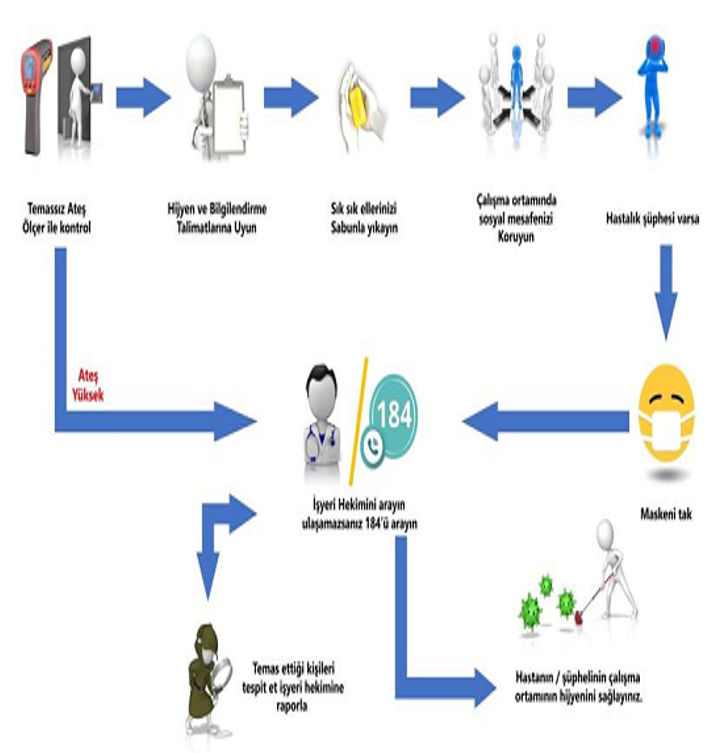 Temassız Ateş
Ölçer ile kontrol
Hijyen ve Bilgilendirme
Talimatlarına Uyun
Sık sık ellerinizi
Sabunla yıkayın
Çalışma ortamında
sosyal mesafenizi
Koruyun
Hastalık şüphesi varsa
Ateş
Yüksek
184
Maskeni tak
İşyeri Hekimini arayın
ulaşamazsanız 184'ü arayın
Temas ettiği kişileri
tespit et işyeri hekimine
raporla
Hastanın / şüphelinin çalışma
ortamının hijyenini sağlayınız.